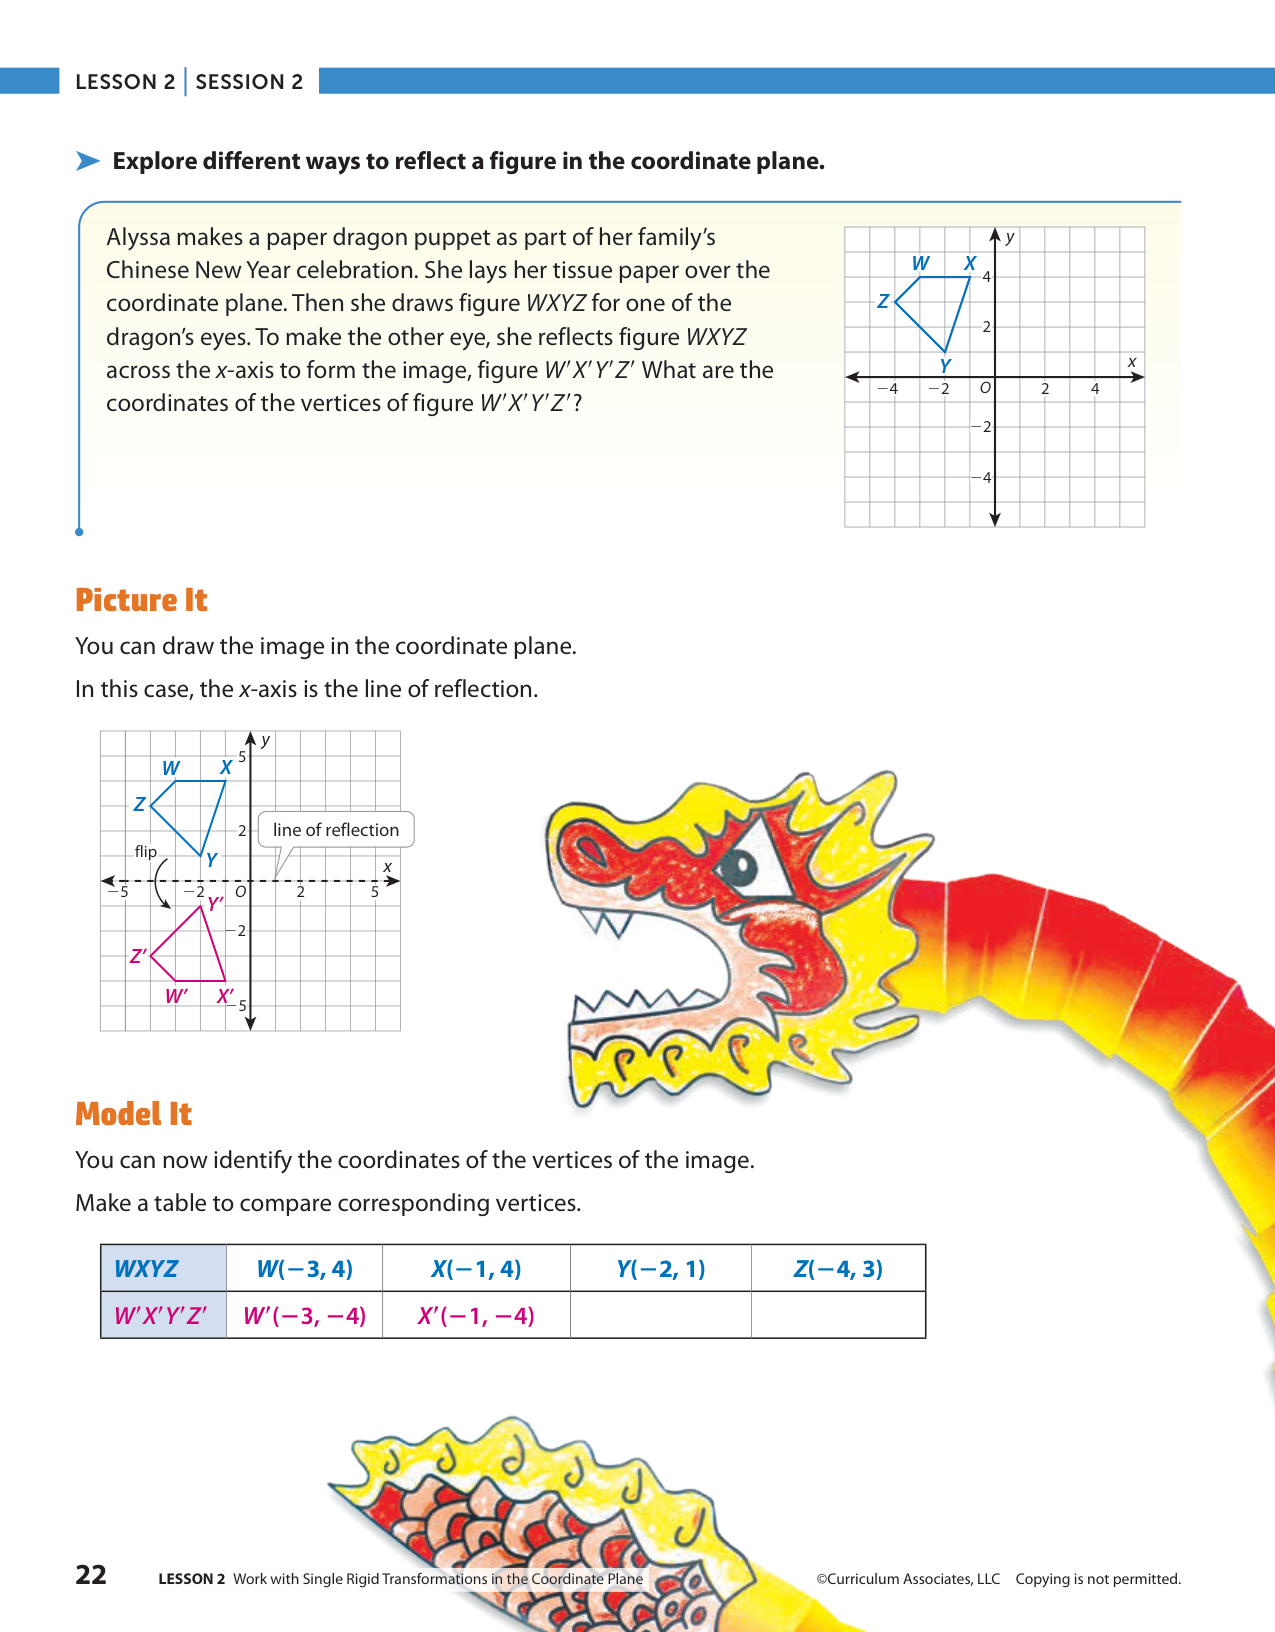 LESSON 2 | SESSION 2
➤ Explore different ways to reflect a figure in the coordinate plane.
Alyssa makes a paper dragon puppet as part of her family’s
Chinese New Year celebration. She lays her tissue paper over the
coordinate plane. Then she draws figure WXYZ for one of the
dragon’s eyes. To make the other eye, she reflects figure WXYZ
across the x-axis to form the image, figure W′X′Y′Z′ What are the
coordinates of the vertices of figure W′X′Y′Z′?
y
W X
4
Z
2
Y
x
−4 −2 O 2 4
−2
−4
Picture It
You can draw the image in the coordinate plane.
In this case, the x-axis is the line of reflection.
y
5
W X
Z
2
line of reflection
flip
Y
x
−5 −2 O 2 5
Y′
−2
Z′
W′ X′
−5
Model It
You can now identify the coordinates of the vertices of the image.
Make a table to compare corresponding vertices.
WXYZ W(−3, 4) X(−1, 4) Y(−2, 1) Z(−4, 3)
W′X′Y′Z′ W′(−3, −4) X′(−1, −4)
22 LESSON 2 Work with Single Rigid Transformations in the Coordinate Plane ©Curriculum Associates, LLC Copying is not permitted.